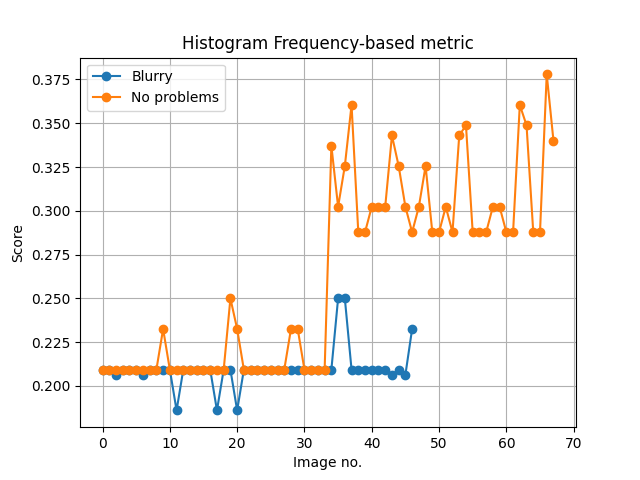 Histogram Frequency-based metric
Blurry
No problems
0.375
0.350
0.325
0.300
0.275
0.250
0.225
0.200
Score
0 10 20 30 40 50 60 70
Image no.